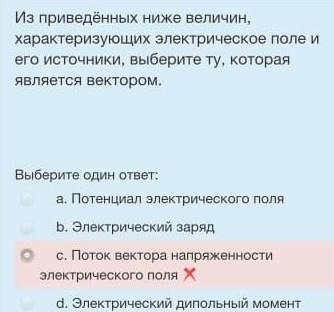 Из приведённых ниже величин,
характеризующих электрическое поле и
его источники, выберите ту, которая
является вектором.
Выберите один ответ:
a. Потенциал электрического поля
b. Электрический заряд
c. Поток вектора напряженности
электрического поля
d. Электрический дипольный момент